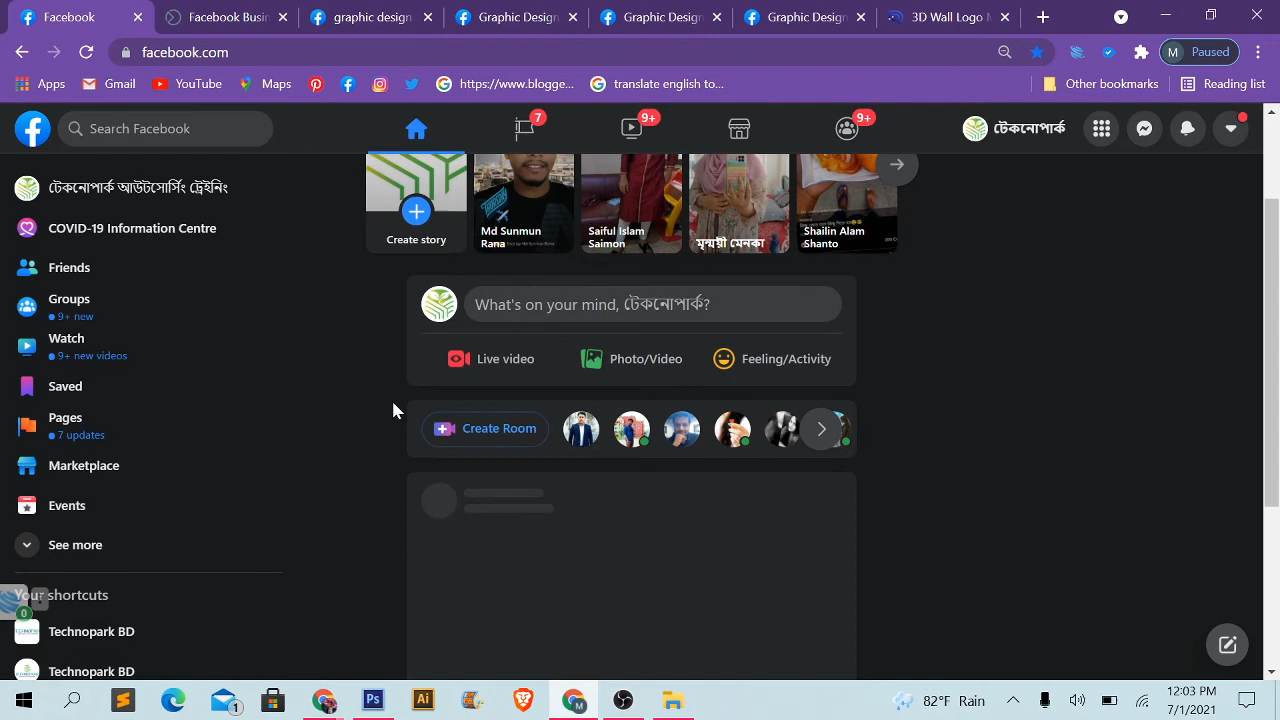 Facebook
Facebook Busin
graphic design
Graphic Design
Graphic Design
Graphic Design
3D Wall Logo M
facebook.com
M Paused
Apps
Gmail
YouTube
Maps
https://www.blogge...
translate english to...
Other bookmarks
Reading list
Search Facebook
7
9+
9+
টেকনোপার্ক
টেকনোপার্ক আউটসোর্সিং ট্রেইনিং
COVID-19 Information Centre
Friends
Groups
9+ new
Watch
9+ new videos
Saved
Pages
7 updates
Marketplace
Events
See more
Your shortcuts
0
Technopark BD
Technopark BD
Create story
Md Sunmun
Rana
Saiful Islam
Saimon
মৃন্ময়ী মেনকা
Shailin Alam
Shanto
What's on your mind, টেকনোপার্ক?
Live video
Photo/Video
Feeling/Activity
Create Room
1
Ps
Ai
M
82°F Rain
12:03 PM
7/1/2021